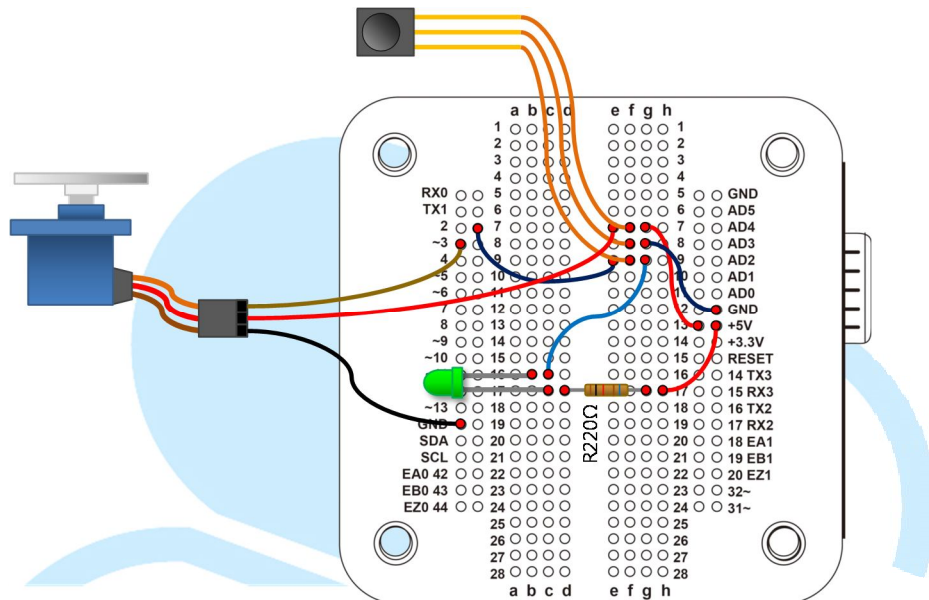 a b c d e f g h
1 1
2 2
3 3
4 4
RX0 5 5 GND
TX1 6 6 AD5
2 7 7 AD4
~3 8 8 AD3
4 9 9 AD2
~5 10 10 AD1
~6 11 1 AD0
7 12 2 GND
8 13 13 +5V
~9 14 14 +3.3V
~10 15 15 RESET
16 16 14 TX3
17 17 15 RX3
R220Ω
~13 18 18 16 TX2
GND 19 19 17 RX2
SDA 20 20 18 EA1
SCL 21 21 19 EB1
EA0 42 22 22 20 EZ1
EB0 43 23 23 32~
EZ0 44 24 24 31~
25 25
26 26
27 27
28 28
a b c d e f g h